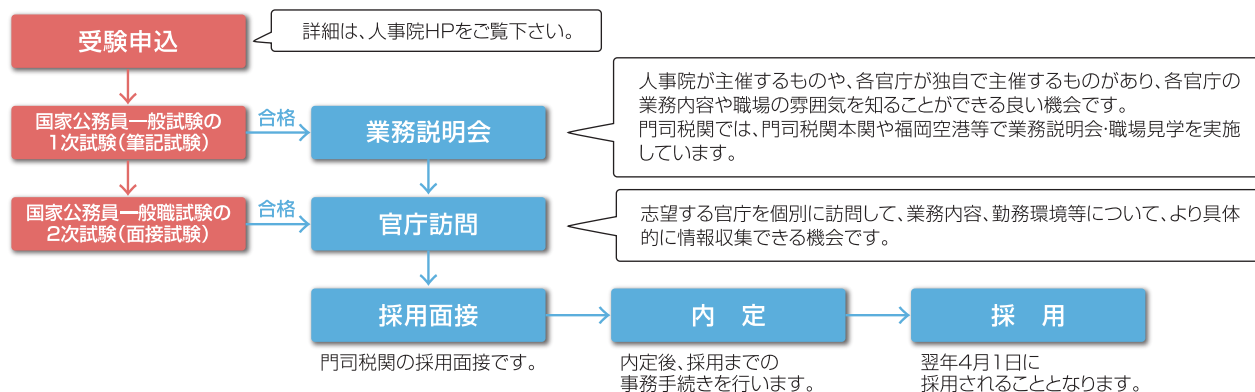 受験申込
詳細は、人事院HPをご覧下さい。
国家公務員一般試験の
1次試験（筆記試験）
合格
業務説明会
人事院が主催するものや、各官庁が独自で主催するものがあり、各官庁の
業務内容や職場の雰囲気を知ることができる良い機会です。
門司税関では、門司税関本関や福岡空港等で業務説明会・職場見学を実施
しています。
国家公務員一般職試験の
2次試験（面接試験）
合格
官庁訪問
志望する官庁を個別に訪問して、業務内容、勤務環境等について、より具体
的に情報収集できる機会です。
採用面接
門司税関の採用面接です。
内　定
内定後、採用までの
事務手続きを行います。
採　用
翌年4月1日に
採用されることとなります。